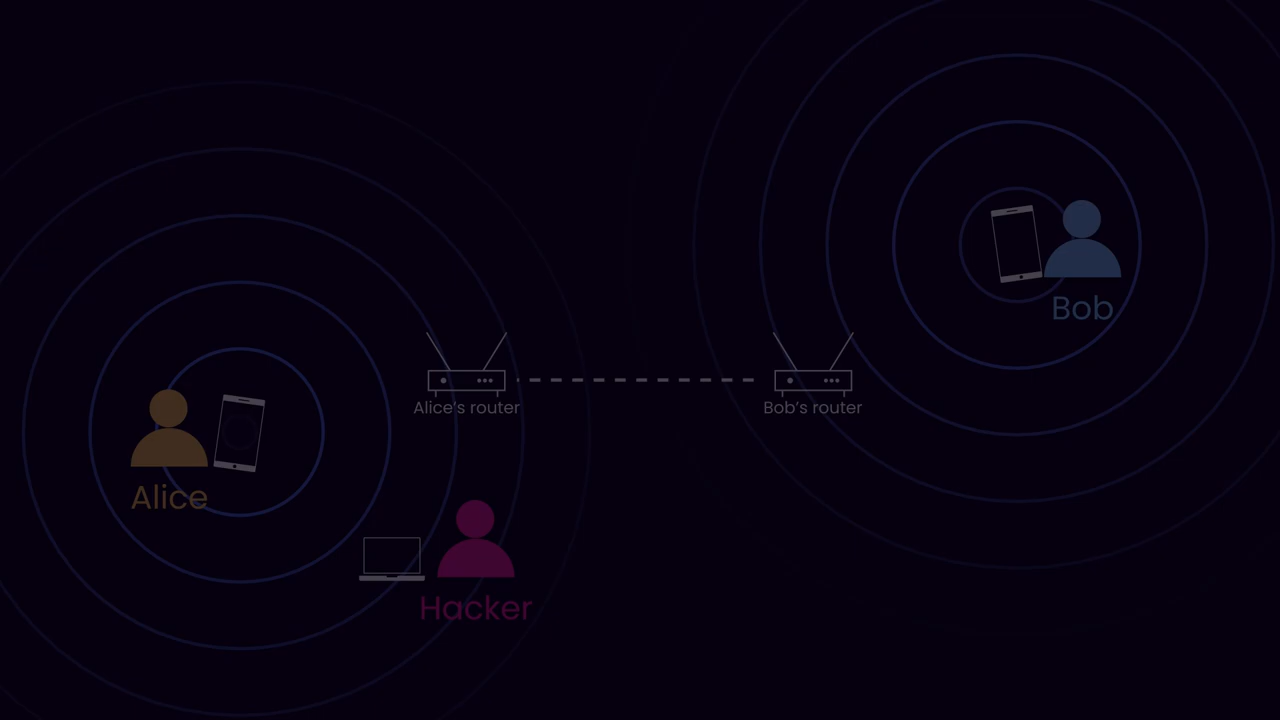 Bob
Alice's router
Bob's router
Alice
Hacker